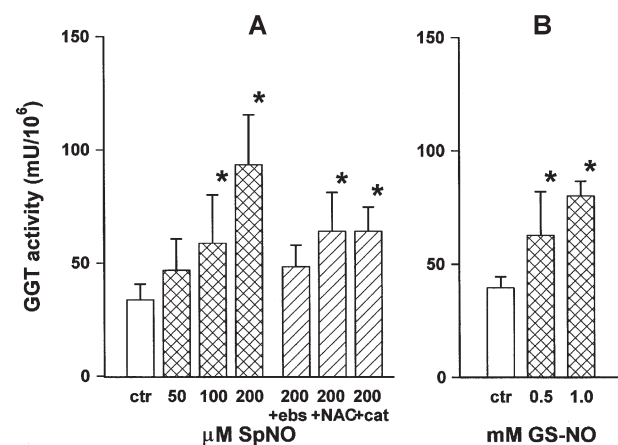 A
B
GGT activity (mU/10⁶)
150
100
50
0
* * * *
ctr 50 100 200 200 200 200
+ebs +NAC+cat
μM SpNO
150
100
50
0
* *
ctr 0.5 1.0
mM GS-NO